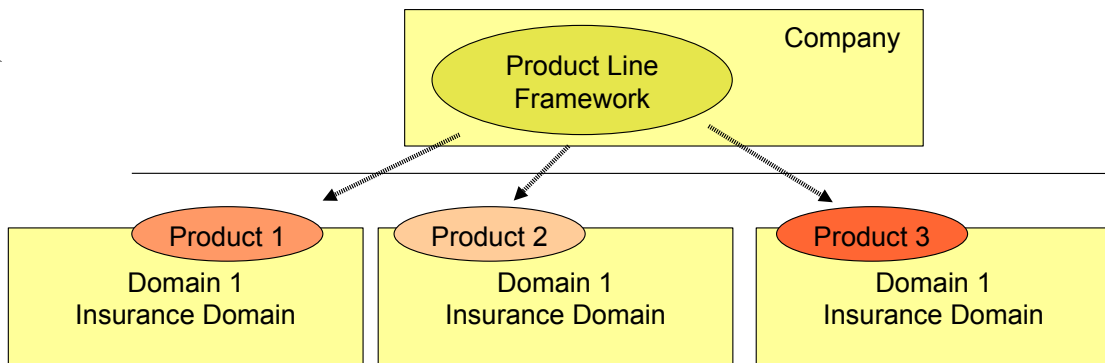 Company
Product Line
Framework
Product 1
Product 2
Product 3
Domain 1
Insurance Domain
Domain 1
Insurance Domain
Domain 1
Insurance Domain